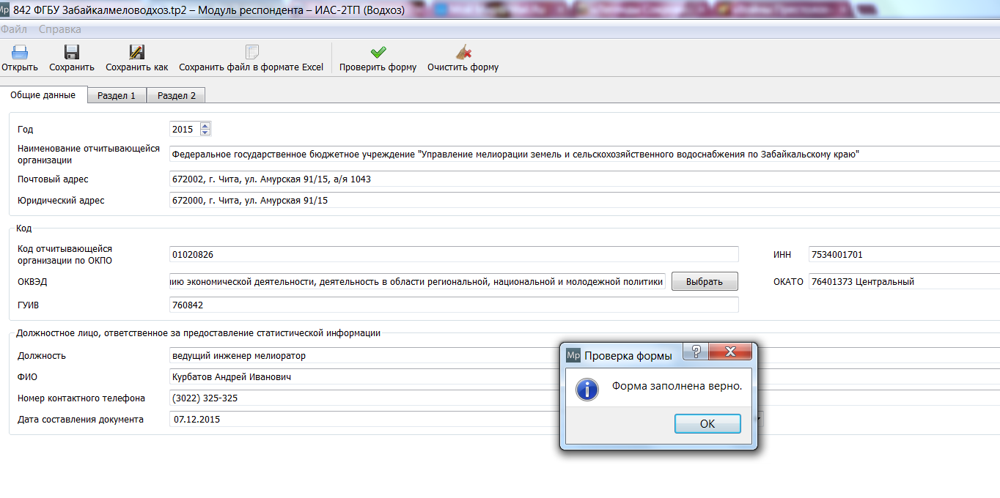 Mp 842 ФГБУ Забайкалмеловодхоз.tp2 – Модуль респондента – ИАС-2ТП (Водхоз)
Файл Справка
Открыть Сохранить Сохранить как Сохранить файл в формате Excel Проверить форму Очистить форму
Общие данные Раздел 1 Раздел 2
Год 2015
Наименование отчитывающейся
организации
Федеральное государственное бюджетное учреждение "Управление мелиорации земель и сельскохозяйственного водоснабжения по Забайкальскому краю"
Почтовый адрес 672002, г. Чита, ул. Амурская 91/15, а/я 1043
Юридический адрес 672000, г. Чита, ул. Амурская 91/15
Код
Код отчитывающейся
организации по ОКПО
01020826 ИНН 7534001701
ОКВЭД нию экономической деятельности, деятельность в области региональной, национальной и молодежной политики Выбрать ОКАТО 76401373 Центральный
ГУИВ 760842
Должностное лицо, ответственное за предоставление статистической информации
Должность ведущий инженер мелиоратор
ФИО Курбатов Андрей Иванович
Номер контактного телефона (3022) 325-325
Дата составления документа 07.12.2015
Mp Проверка формы ?
Форма заполнена верно.
OK